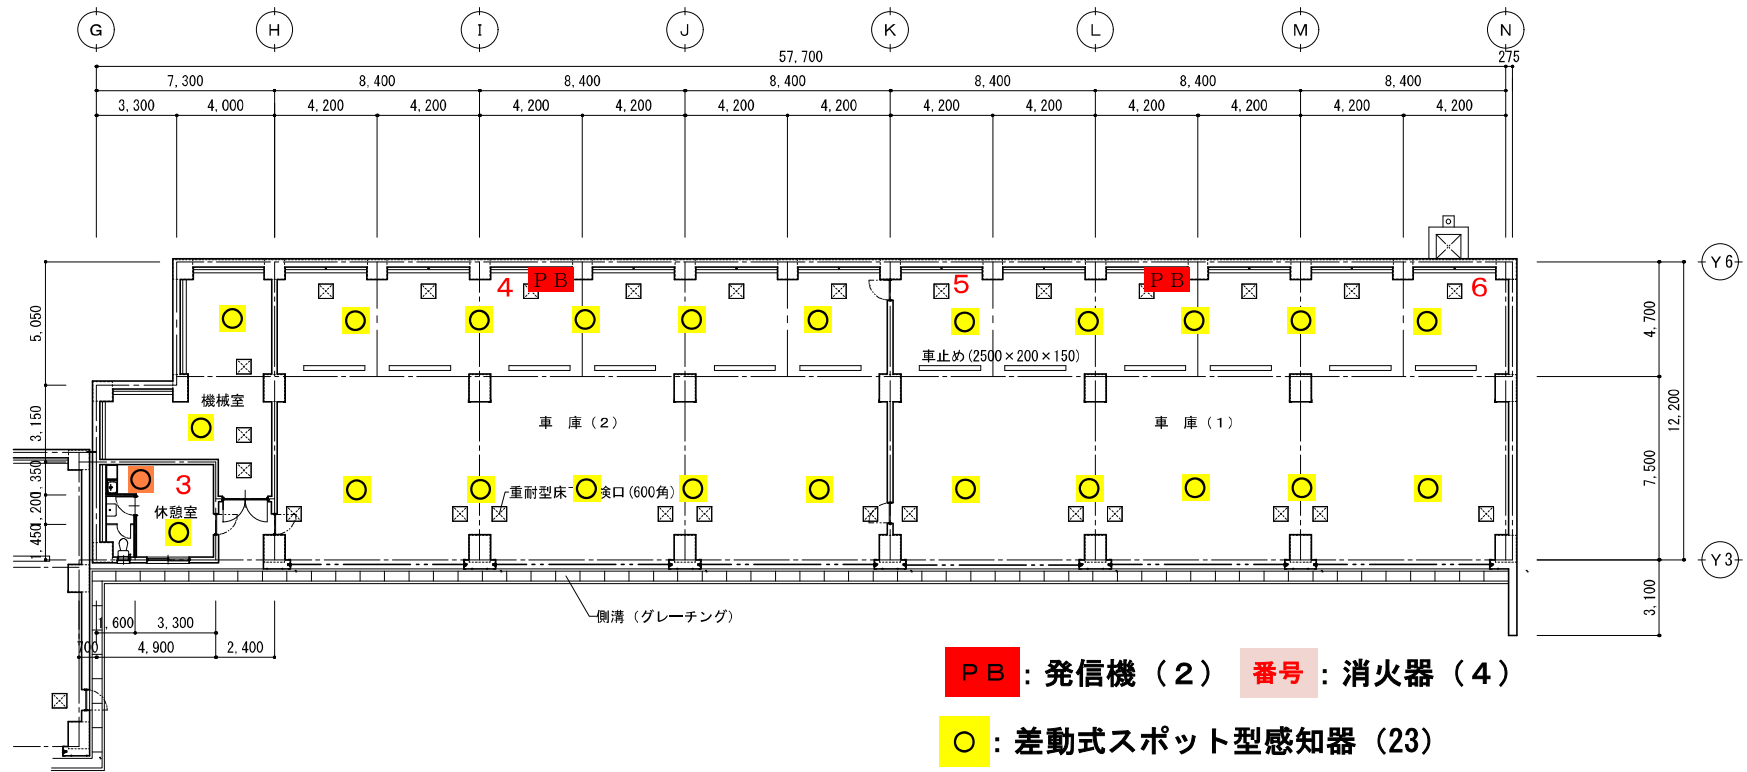 G H I J K L M N
57,700 275
7,300 8,400 8,400 8,400 8,400 8,400 8,400
3,300 4,000 4,200 4,200 4,200 4,200 4,200 4,200 4,200 4,200 4,200 4,200 4,200 4,200
Y6
4 PB 5 PB 6
5,050
4,700
車止め(2500×200×150)
機械室
3,150
車 庫(2)
車 庫(1)
12,200
1,350
3
7,500
重耐型床 検口(600角)
1,200
休憩室
1,450
Y3
3,100
側溝(グレーチング)
1,600 3,300
700 4,900 2,400
PB : 発信機(2) 番号 : 消火器(4)
○ : 差動式スポット型感知器(23)